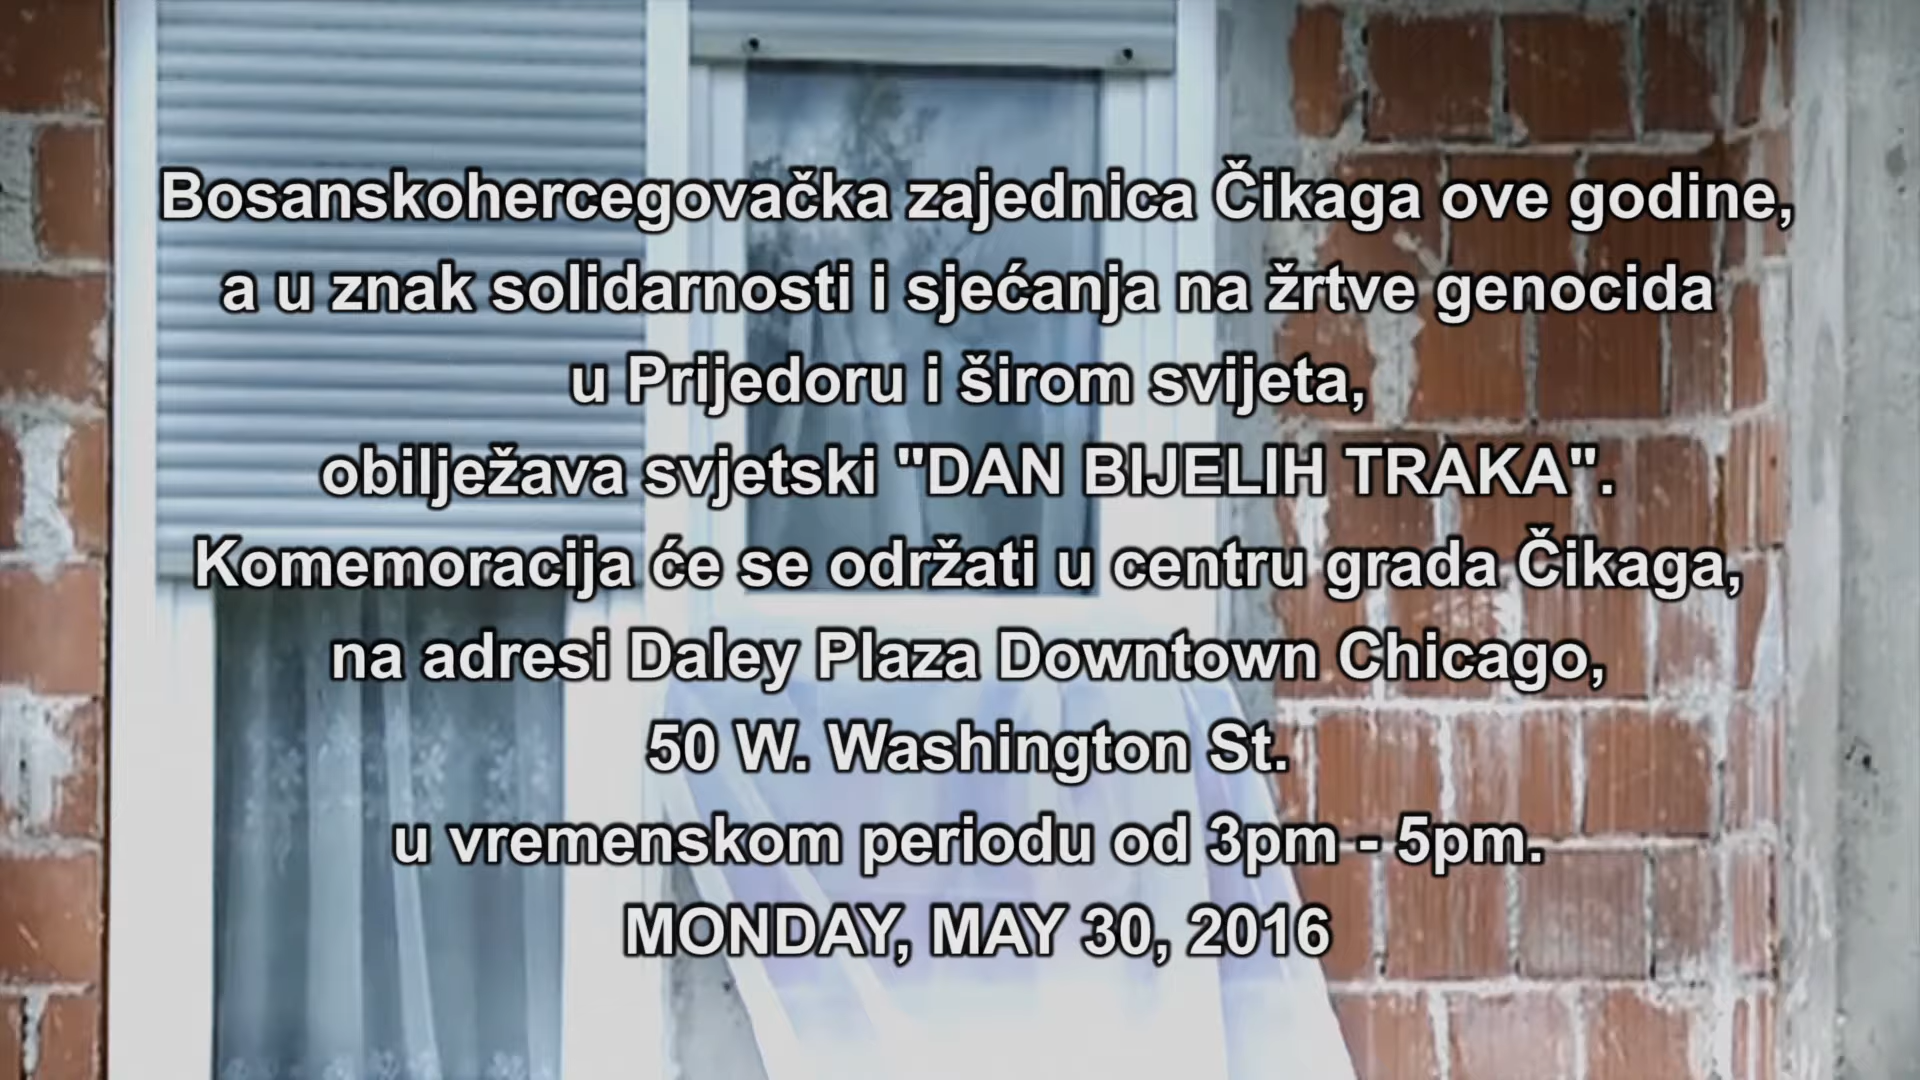 Bosanskohercegovačka zajednica Čikaga ove godine,
a u znak solidarnosti i sjećanja na žrtve genocida
u Prijedoru i širom svijeta,
obilježava svjetski "DAN BIJELIH TRAKA".
Komemoracija će se održati u centru grada Čikaga,
na adresi Daley Plaza Downtown Chicago,
50 W. Washington St.
u vremenskom periodu od 3pm - 5pm.
MONDAY, MAY 30, 2016